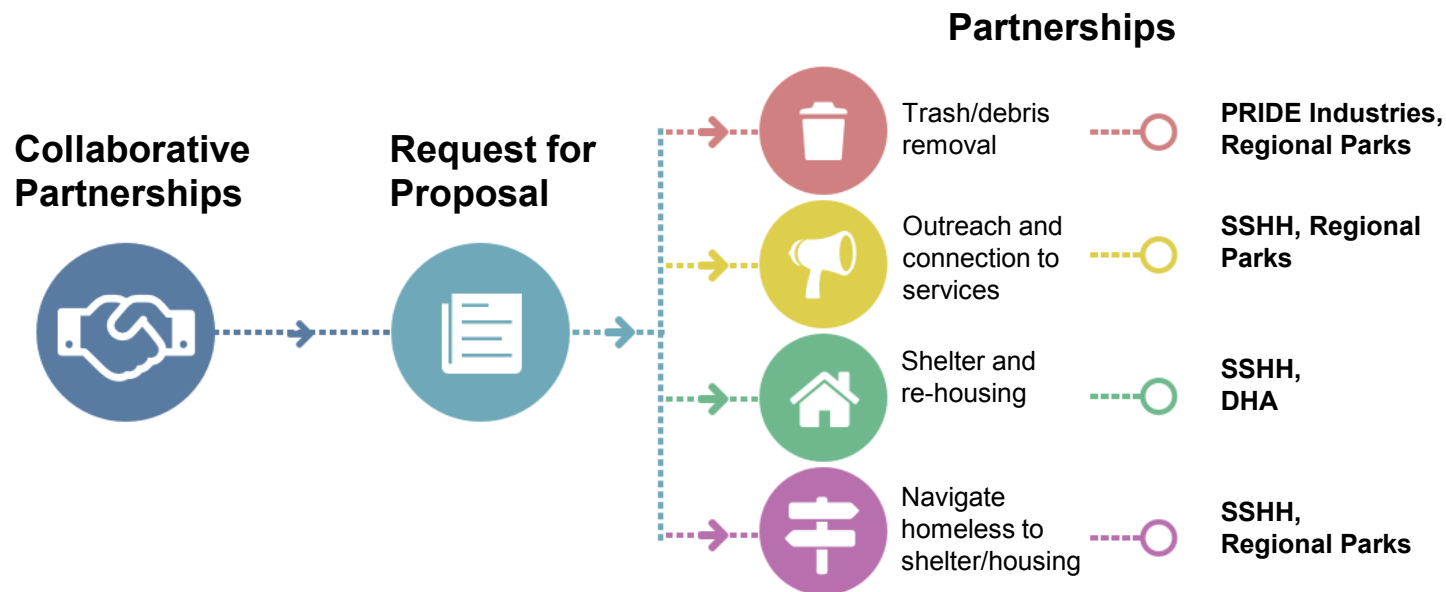 Partnerships
Collaborative
Partnerships
Request for
Proposal
Trash/debris
removal
PRIDE Industries,
Regional Parks
Outreach and
connection to
services
SSHH, Regional
Parks
Shelter and
re-housing
SSHH,
DHA
Navigate
homeless to
shelter/housing
SSHH,
Regional Parks